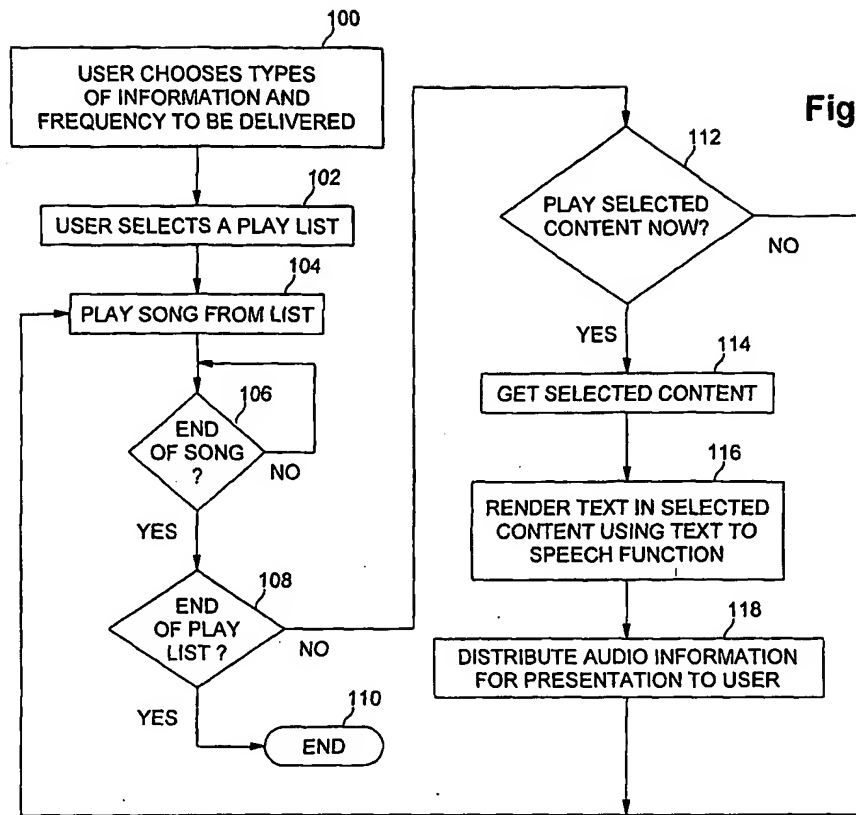 100
USER CHOOSES TYPES
OF INFORMATION AND
FREQUENCY TO BE DELIVERED
102
USER SELECTS A PLAY LIST
104
PLAY SONG FROM LIST
106
END
OF SONG
?
NO
YES
108
END
OF PLAY
LIST ?
NO
YES
110
END
Fig
112
PLAY SELECTED
CONTENT NOW?
NO
YES
114
GET SELECTED CONTENT
116
RENDER TEXT IN SELECTED
CONTENT USING TEXT TO
SPEECH FUNCTION
118
DISTRIBUTE AUDIO INFORMATION
FOR PRESENTATION TO USER